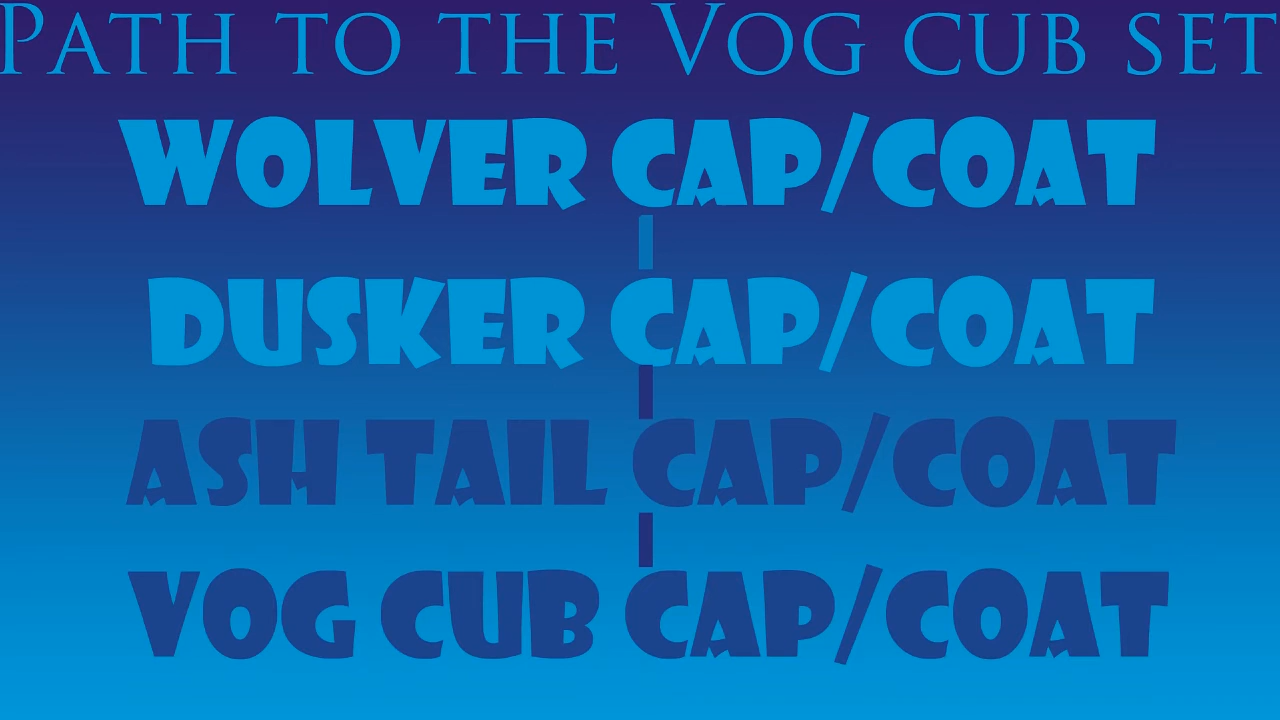 Path to the Vog cub set
WOLVER CAP/COAT
DUSKER CAP/COAT
ASH TAIL CAP/COAT
VOG CUB CAP/COAT